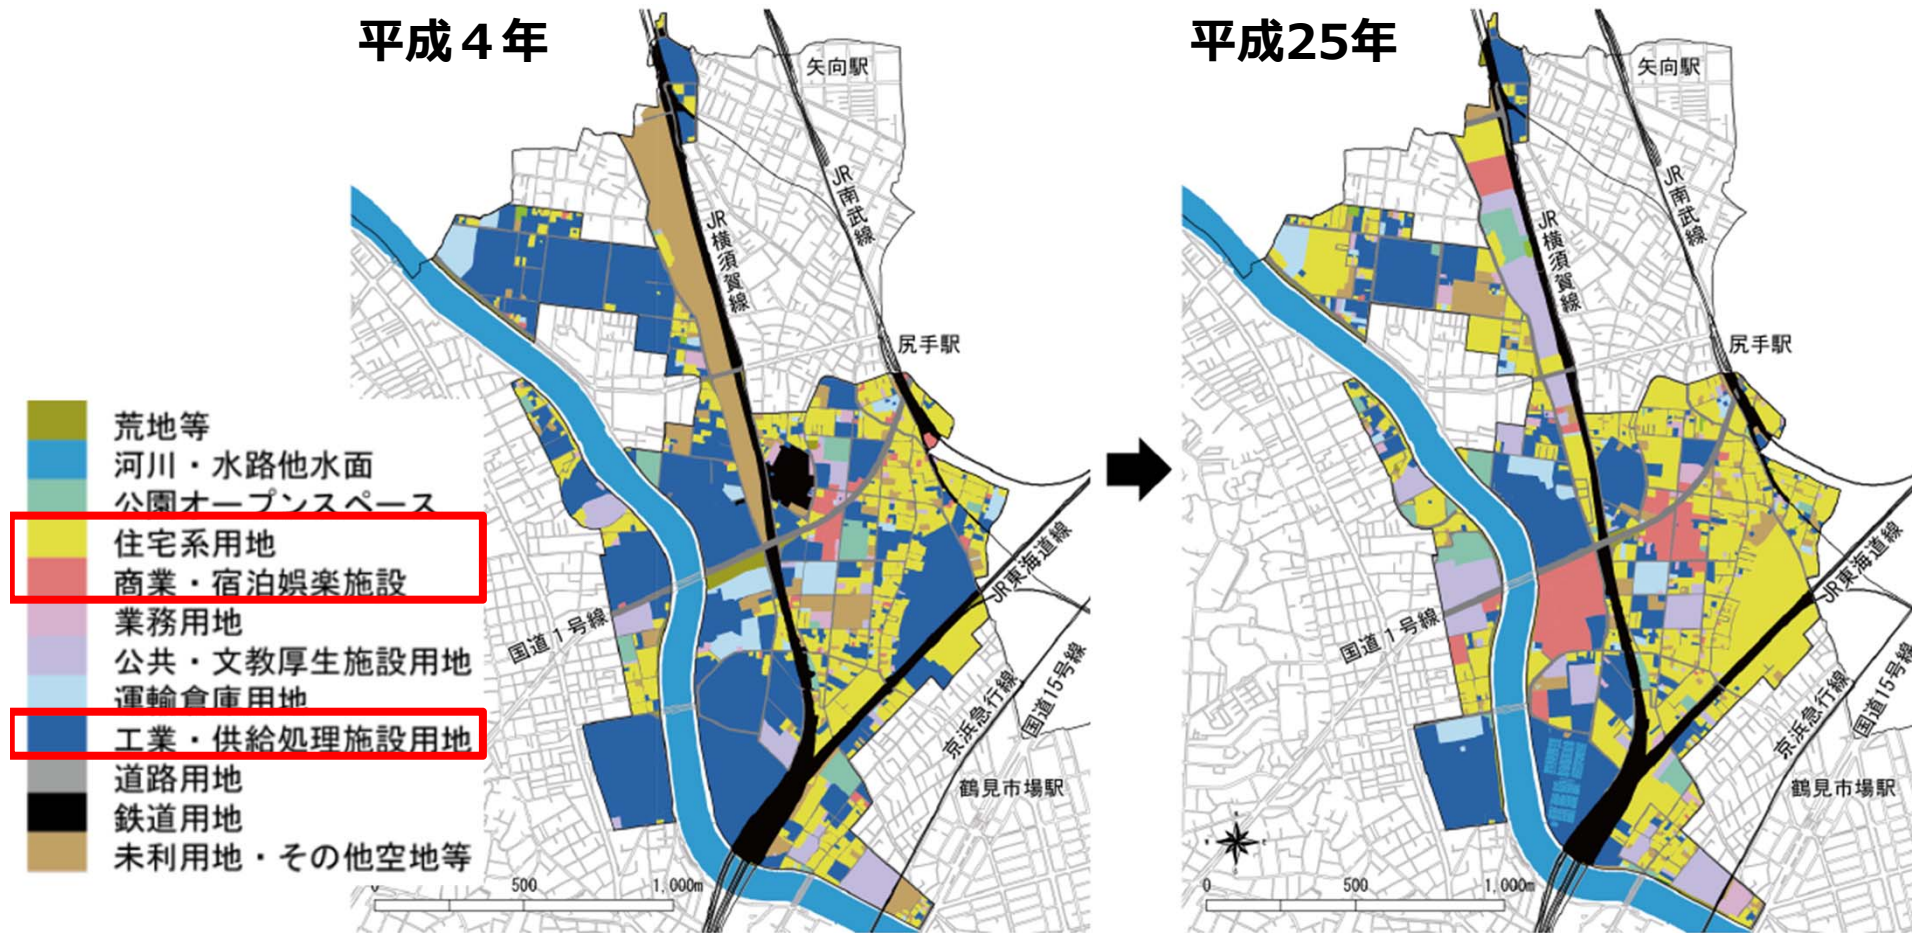 平成４年
平成25年
矢向駅
JR南武線
JR横須賀線
尻手駅
JR東海道線
国道１号線
京浜急行線
国道15号線
鶴見市場駅
0 500 1,000m
矢向駅
JR南武線
JR横須賀線
尻手駅
JR東海道線
国道１号線
京浜急行線
国道15号線
鶴見市場駅
0 500 1,000m
荒地等
河川・水路他水面
公園オープンスペース
住宅系用地
商業・宿泊娯楽施設
業務用地
公共・文教厚生施設用地
運輸倉庫用地
工業・供給処理施設用地
道路用地
鉄道用地
未利用地・その他空地等